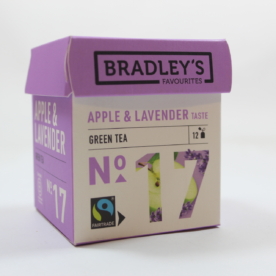 BRADLEY'S
FAVOURITES
APPLE & LAVENDER TASTE
GREEN TEA
12
No
17
FAIRTRADE
APPLE &
LAVENDER
No
17